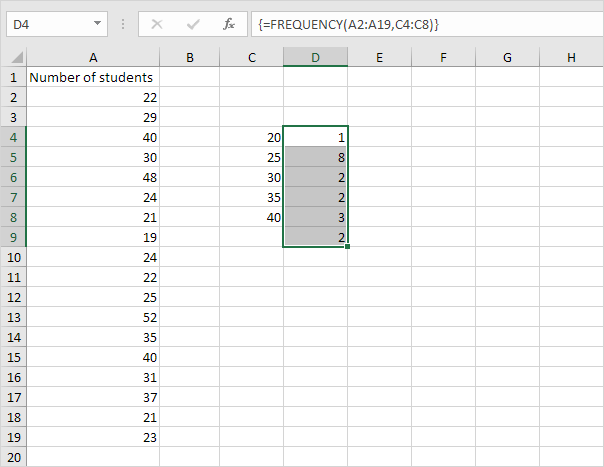 D4 fx {=FREQUENCY(A2:A19,C4:C8)}
A B C D E F G H
1 Number of students
2 22
3 29
4 40 20 1
5 30 25 8
6 48 30 2
7 24 35 2
8 21 40 3
9 19 2
10 24
11 22
12 25
13 52
14 35
15 40
16 31
17 37
18 21
19 23
20